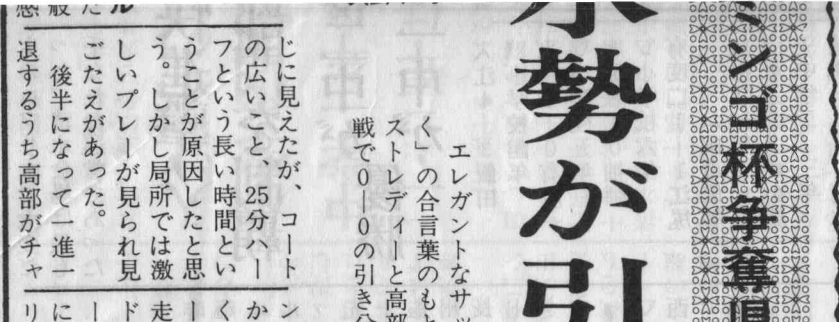 ミンゴ杯争奪県
氷勢が引
エレガントなサッ
く」の合言葉のもと
ストレディーと高部
戦で0―0の引き分
じに見えたが、コート
の広いこと、25分ハー
フという長い時間とい
うことが原因したと思
う。しかし局所では激
しいプレーが見られ見
ごたえがあった。
後半になって一進一
退するうち高部がチャ
ル
た
般
感
ン
か
く
ー
走
ド
ー
に
リ